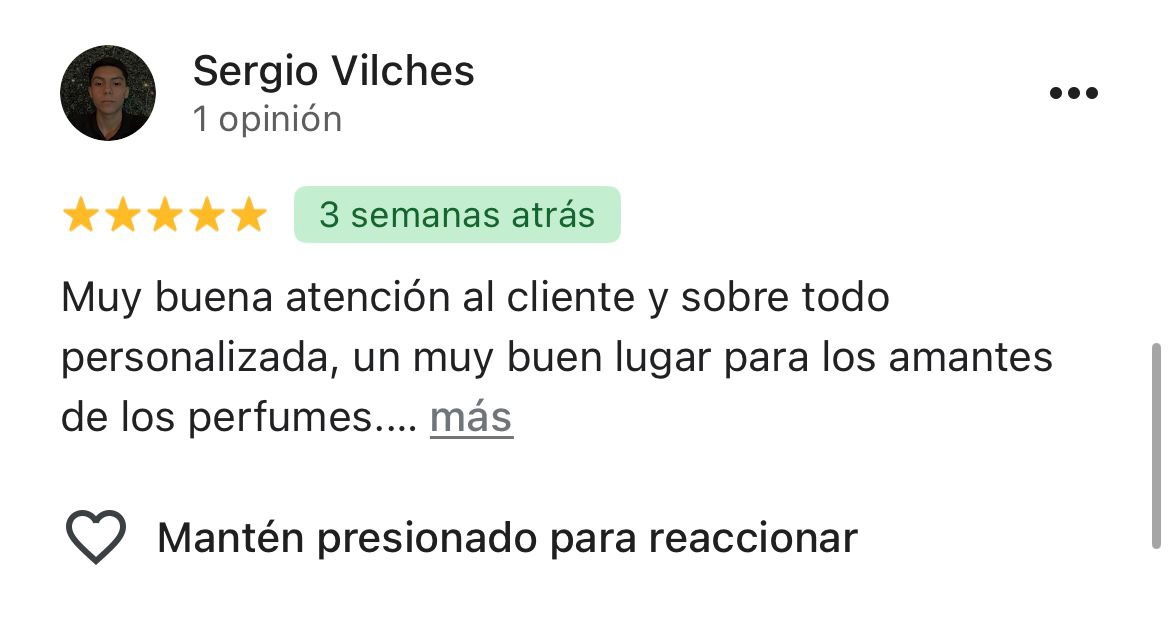 Sergio Vilches
1 opinión
3 semanas atrás
Muy buena atención al cliente y sobre todo
personalizada, un muy buen lugar para los amantes
de los perfumes.... más
Mantén presionado para reaccionar